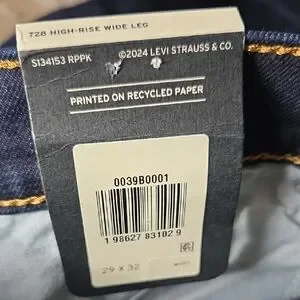 728 HIGH-RISE WIDE LEG
S134153 RPPK ©2024 LEVI STRAUSS & CO.
PRINTED ON RECYCLED PAPER
0039B0001
1 98627 83102 9
29 X 32